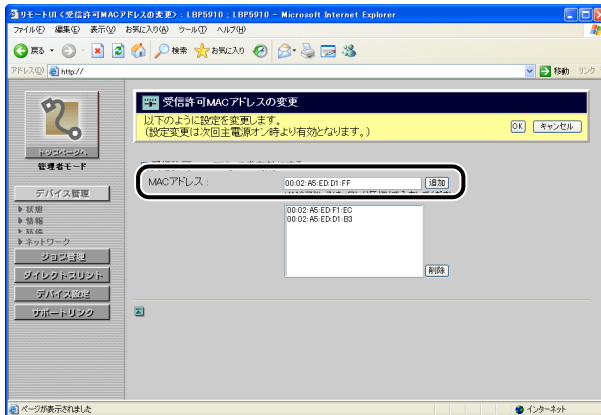 リモートUI <受信許可MACアドレスの変更> : LBP5910 ; LBP5910 - Microsoft Internet Explorer
ファイル(F) 編集(E) 表示(V) お気に入り(A) ツール(T) ヘルプ(H)
戻る 検索 お気に入り
アドレス(D) http:// 移動 リンク
受信許可MACアドレスの変更
以下のように設定を変更します。
(設定変更は次回主電源オン時より有効となります。)
OK キャンセル
トップページへ
管理者モード
デバイス管理
状態
情報
ネットワーク
ジョブ管理
ダイレクトプリント
デバイス設定
サポートリンク
MACアドレス :
00:02:A5:ED:D1:FF
追加
00:02:A5:ED:F1:EC
00:02:A5:ED:D1:B3
削除
ページが表示されました
インターネット